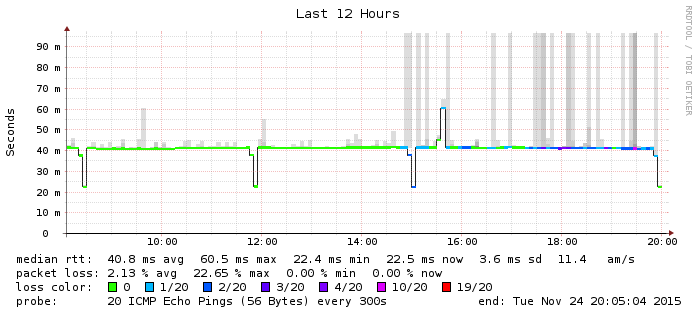 Last 12 Hours
RRDTOOL / TOBI OETIKER
Seconds
90 m
80 m
70 m
60 m
50 m
40 m
30 m
20 m
10 m
0
10:00 12:00 14:00 16:00 18:00 20:00
median rtt: 40.8 ms avg 60.5 ms max 22.4 ms min 22.5 ms now 3.6 ms sd 11.4 am/s
packet loss: 2.13 % avg 22.65 % max 0.00 % min 0.00 % now
loss color: 0 1/20 2/20 3/20 4/20 10/20 19/20
probe: 20 ICMP Echo Pings (56 Bytes) every 300s end: Tue Nov 24 20:05:04 2015